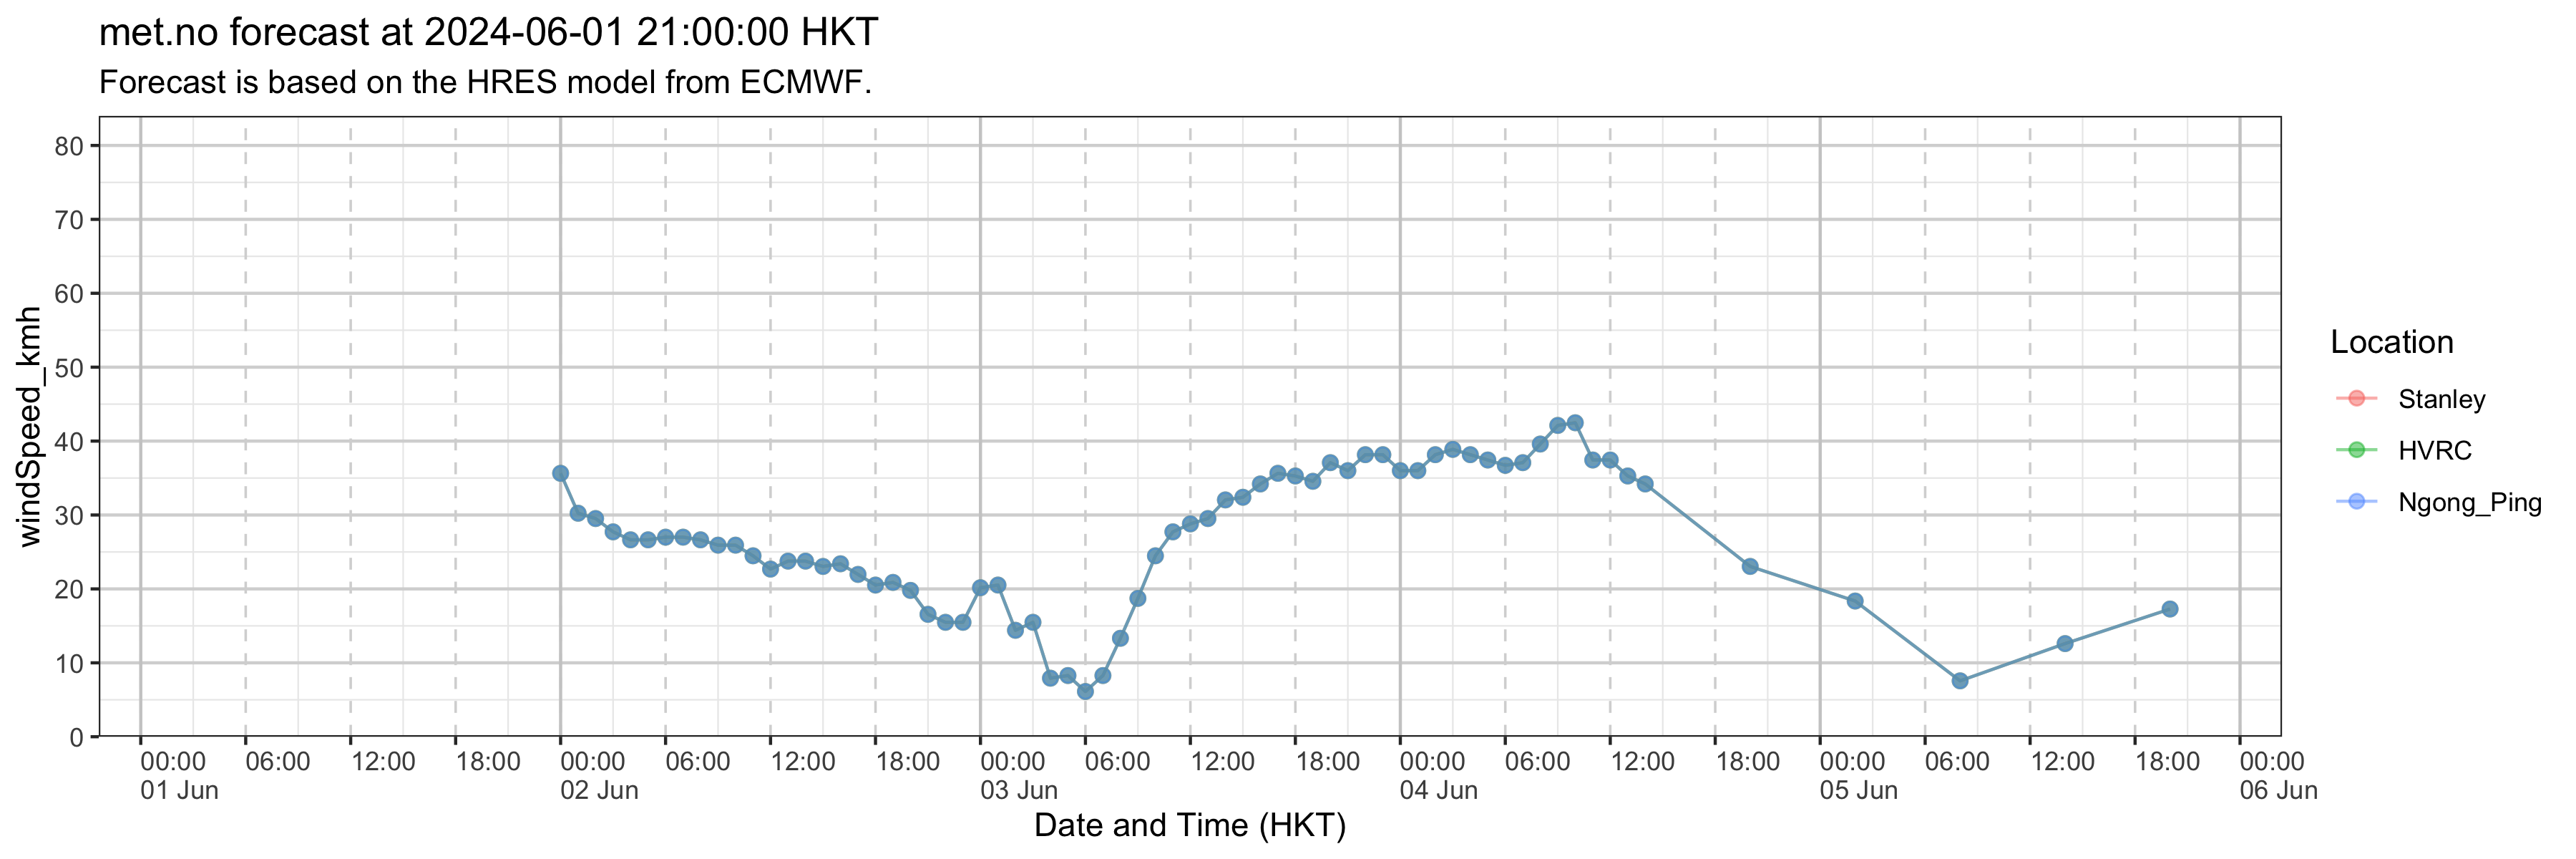 met.no forecast at 2024-06-01 21:00:00 HKT
Forecast is based on the HRES model from ECMWF.
windSpeed_kmh
80
70
60
50
40
30
20
10
0
00:00 06:00 12:00 18:00 00:00 06:00 12:00 18:00 00:00 06:00 12:00 18:00 00:00 06:00 12:00 18:00 00:00 06:00 12:00 18:00 00:00
01 Jun 02 Jun 03 Jun 04 Jun 05 Jun 06 Jun
Date and Time (HKT)
Location
Stanley
HVRC
Ngong_Ping